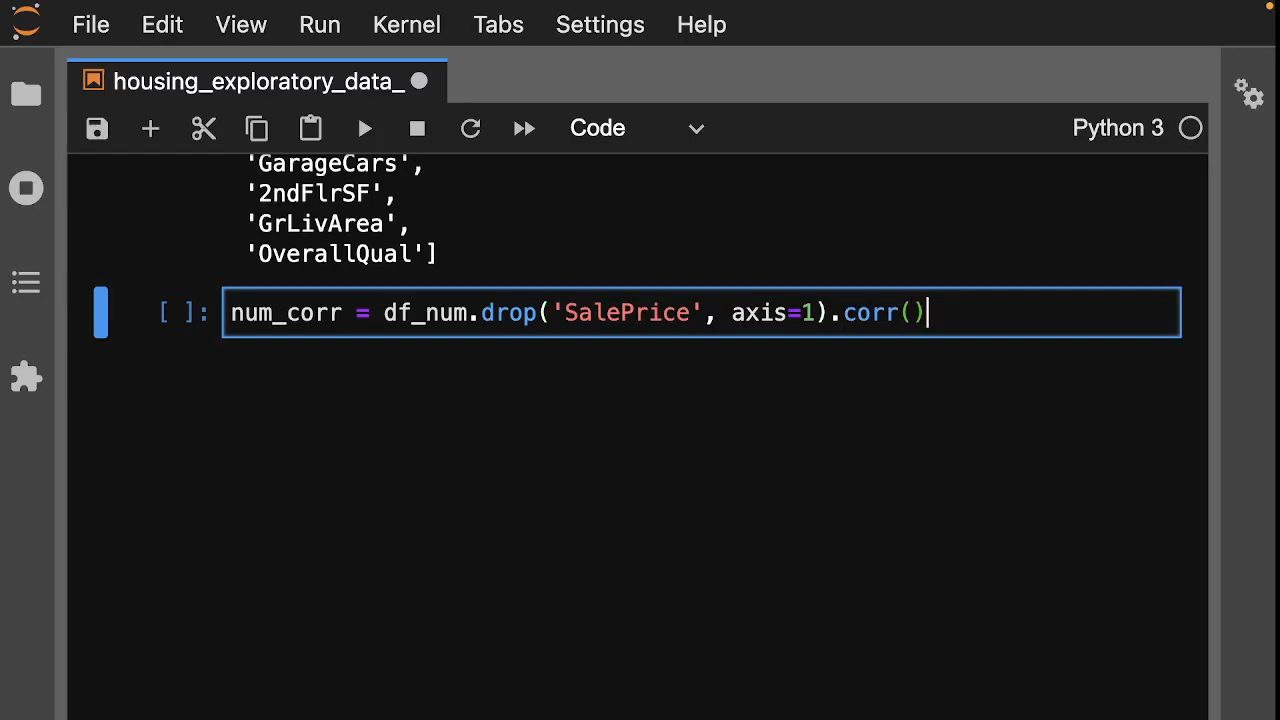 File Edit View Run Kernel Tabs Settings Help
housing_exploratory_data_
Code Python 3
'GarageCars',
'2ndFlrSF',
'GrLivArea',
'OverallQual']
[ ]: num_corr = df_num.drop('SalePrice', axis=1).corr()